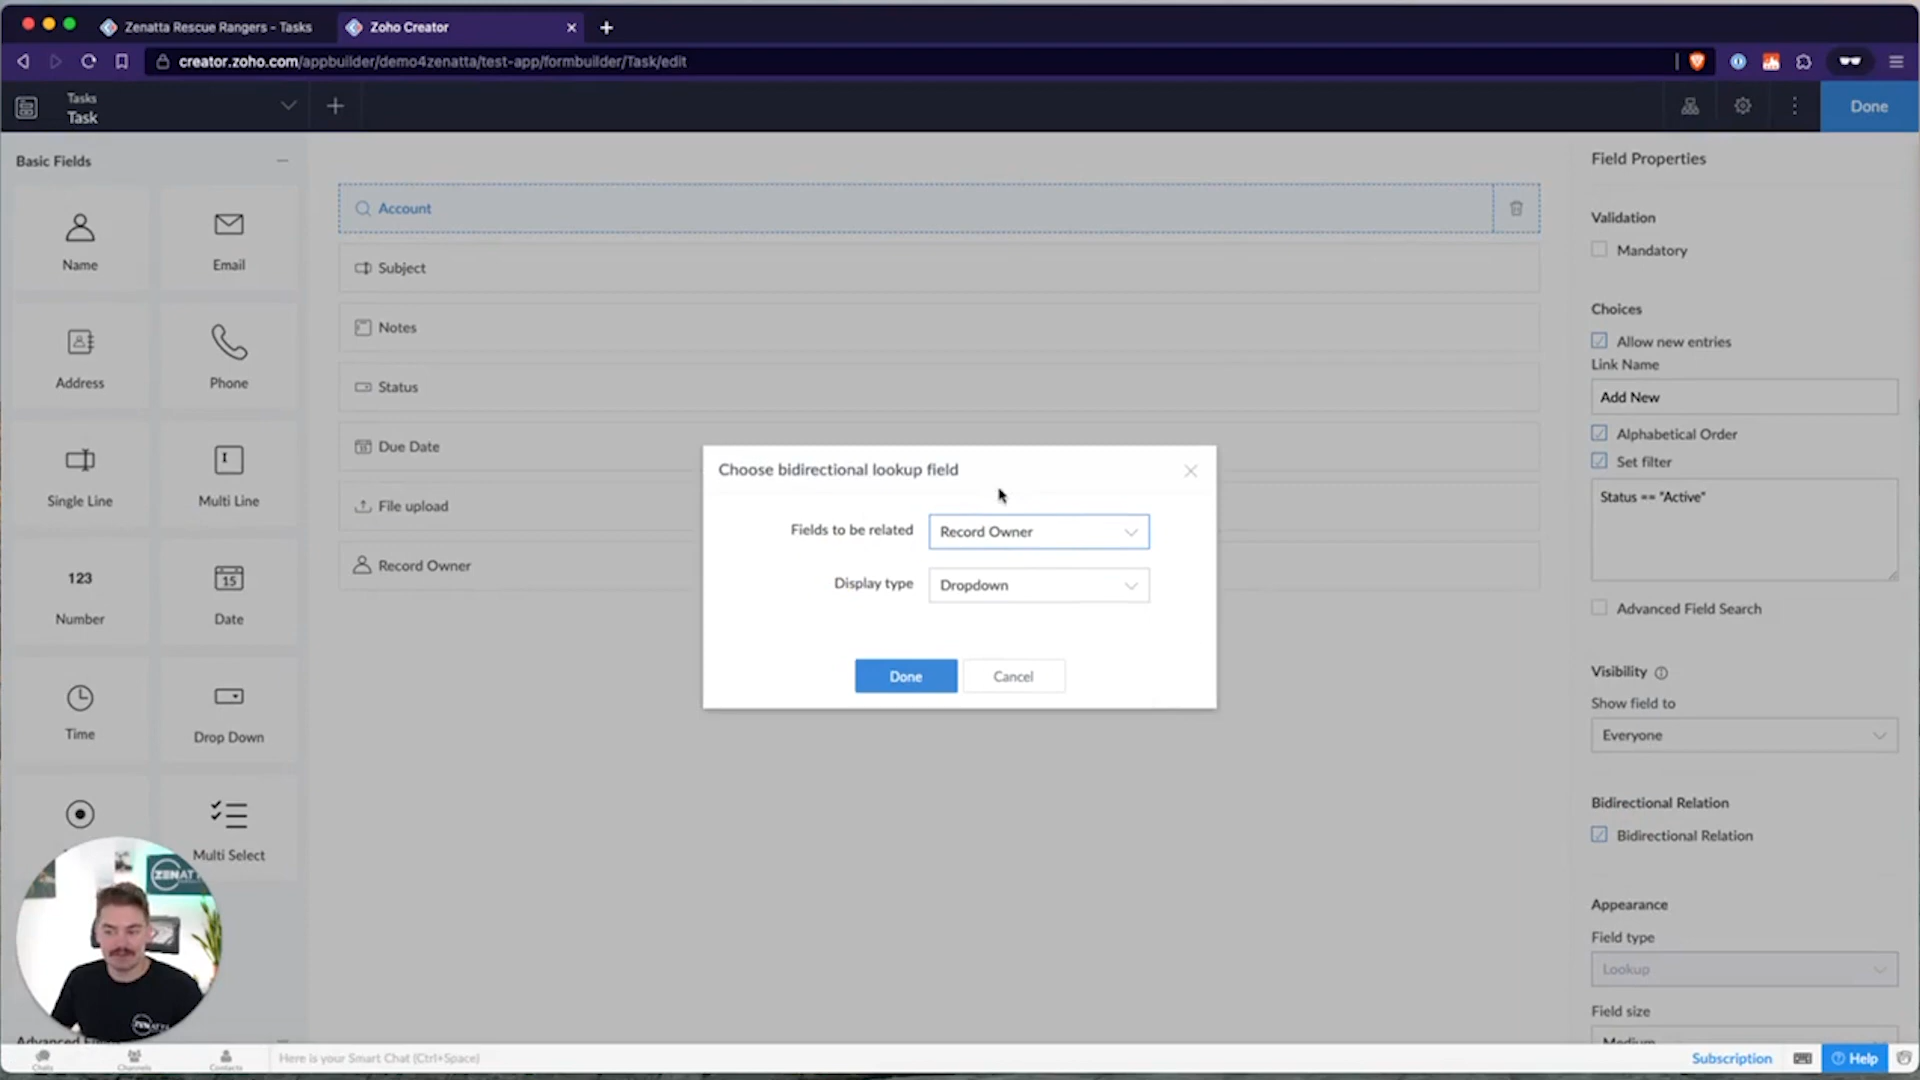 Zenatta Rescue Rangers - Tasks
Zoho Creator
creator.zoho.com/appbuilder/demo4zenatta/test-app/formbuilder/Task/edit
Tasks
Task
Done
Basic Fields
Name
Email
Address
Phone
Single Line
Multi Line
123
Number
15
Date
Time
Drop Down
Multi Select
Account
Subject
Notes
Status
Due Date
File upload
Record Owner
Choose bidirectional lookup field
Fields to be related
Record Owner
Display type
Dropdown
Done
Cancel
Field Properties
Validation
Mandatory
Choices
Allow new entries
Link Name
Add New
Alphabetical Order
Set filter
Status == "Active"
Advanced Field Search
Visibility
Show field to
Everyone
Bidirectional Relation
Bidirectional Relation
Appearance
Field type
Lookup
Field size
Medium
Chats
Channels
Contacts
Here is your Smart Chat (Ctrl+Space)
Subscription
Help